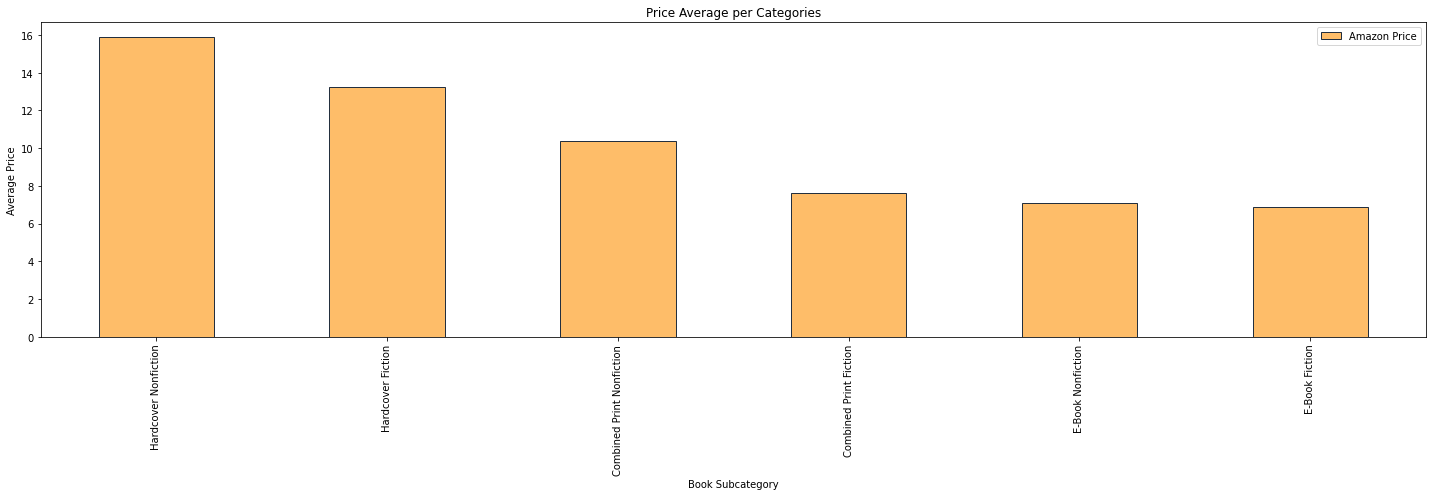 Price Average per Categories
Amazon Price
Average Price
16
14
12
10
8
6
4
2
0
Hardcover Nonfiction
Hardcover Fiction
Combined Print Nonfiction
Combined Print Fiction
E-Book Nonfiction
E-Book Fiction
Book Subcategory